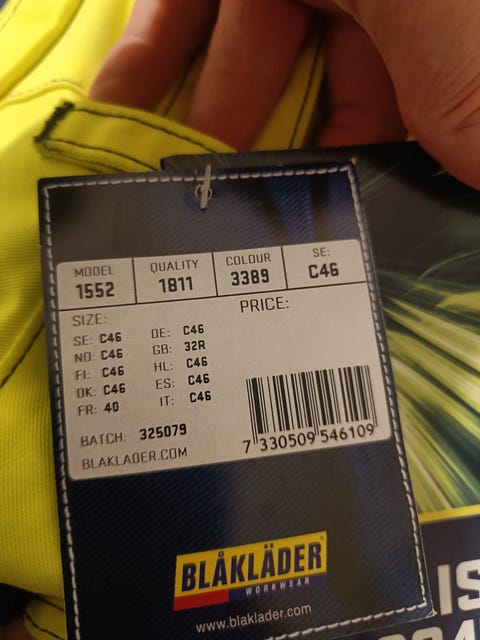 MODEL QUALITY COLOUR SE:
1552 1811 3389 C46
SIZE: PRICE:
SE: C46 DE: C46
NO: C46 GB: 32R
FI: C46 HL: C46
DK: C46 ES: C46
FR: 40 IT: C46
BATCH: 325079
BLAKLADER.COM
7 330509 546109
BLÅKLÄDER®
WORKWEAR
www.blaklader.com
IS